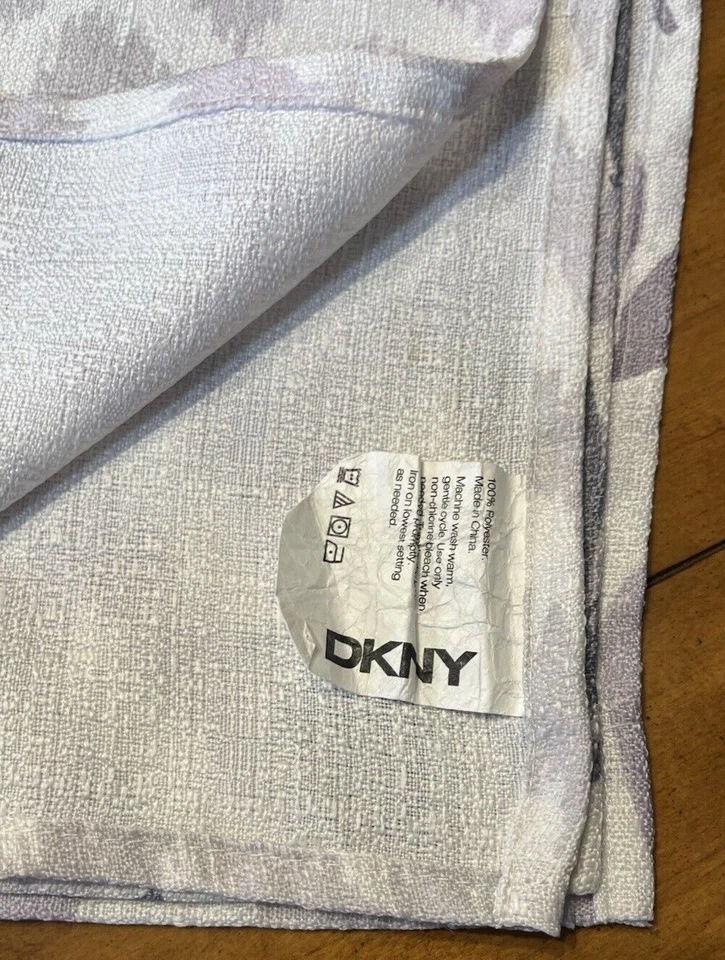 100% Polyester.
Made in China.
Machine wash warm,
gentle cycle. Use only
non-chlorine bleach when
needed.
Iron on lowest setting
as needed.
DKNY